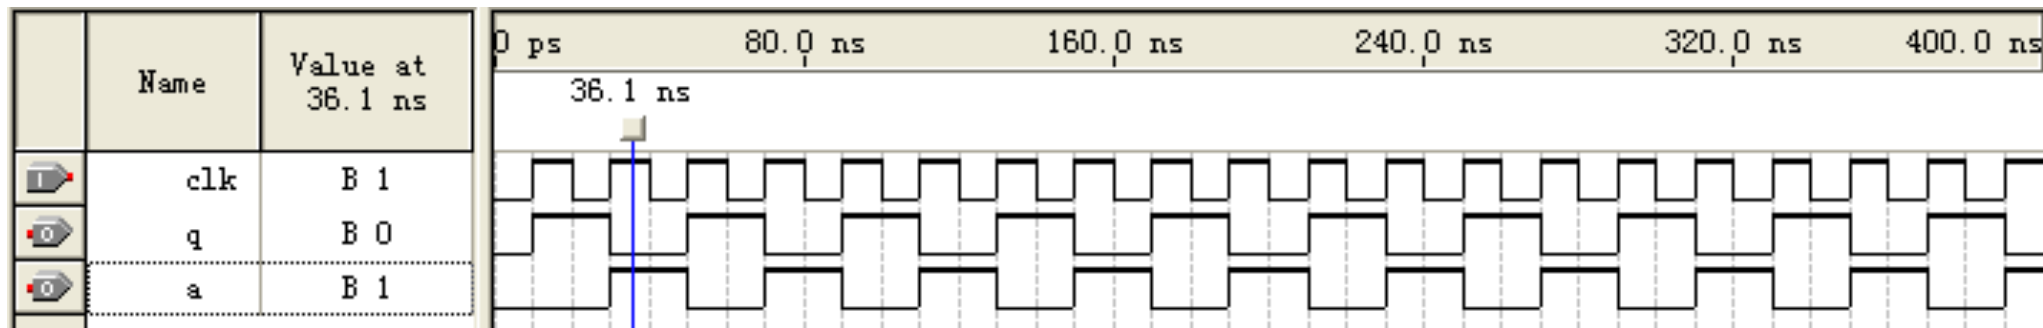 0 ps 80.0 ns 160.0 ns 240.0 ns 320.0 ns 400.0 ns
Name Value at
36.1 ns
36.1 ns
clk B 1
q B 0
a B 1